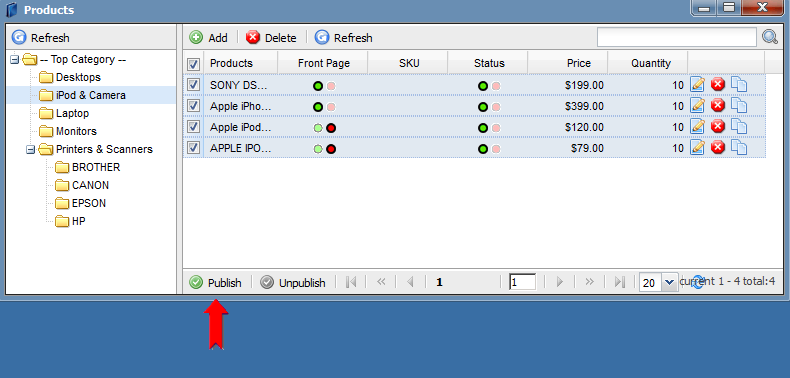 Products
Refresh
Add Delete Refresh
-- Top Category --
Desktops
iPod & Camera
Laptop
Monitors
Printers & Scanners
BROTHER
CANON
EPSON
HP
Products Front Page SKU Status Price Quantity
SONY DS... $199.00 10
Apple iPho... $399.00 10
Apple iPod... $120.00 10
APPLE IPO... $79.00 10
Publish Unpublish 1 1 20 current 1 - 4 total:4